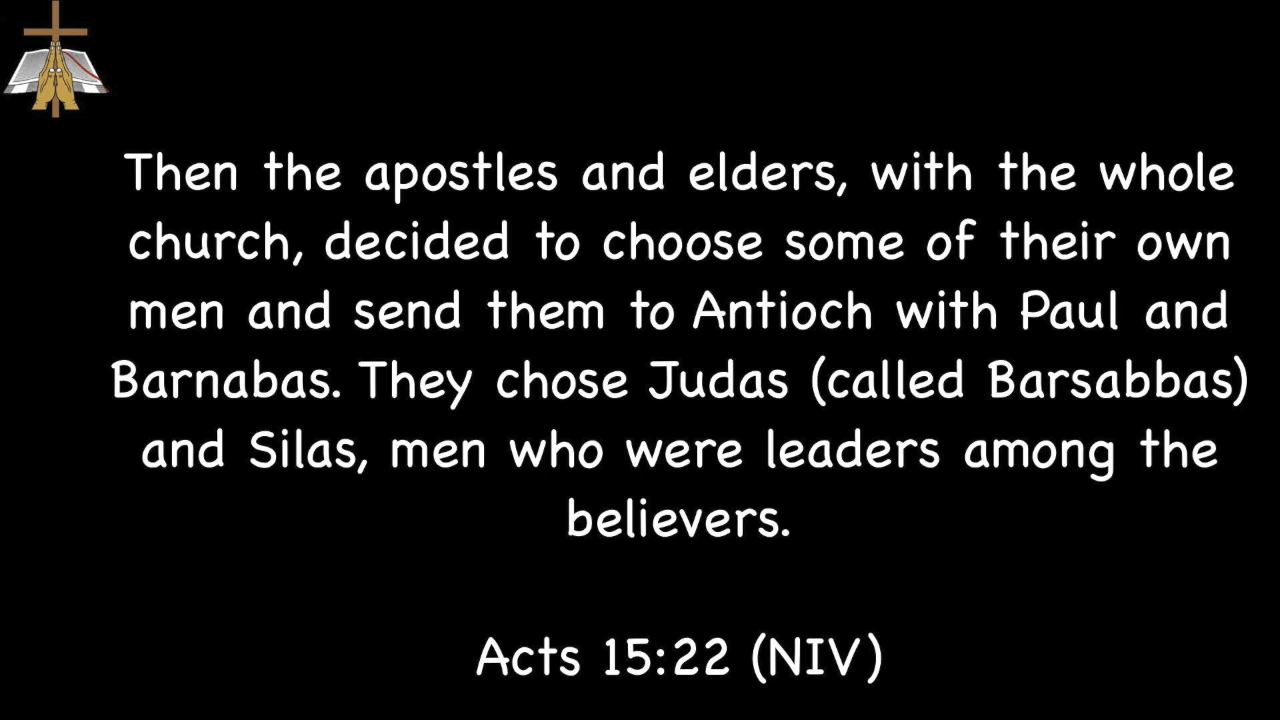 Then the apostles and elders, with the whole
church, decided to choose some of their own
men and send them to Antioch with Paul and
Barnabas. They chose Judas (called Barsabbas)
and Silas, men who were leaders among the
believers.
Acts 15:22 (NIV)